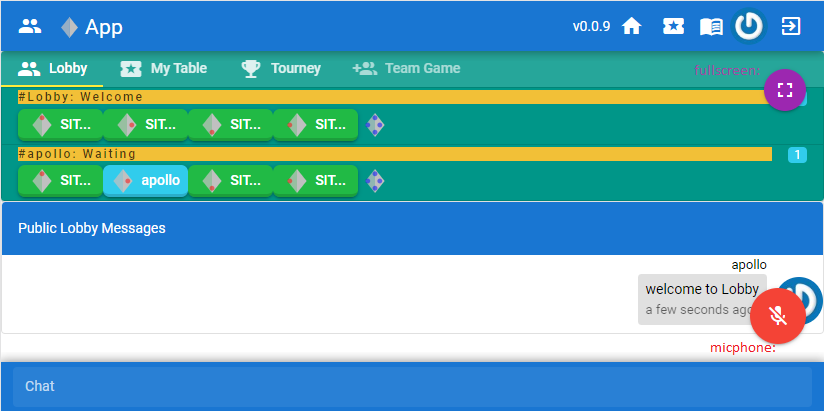 App v0.0.9
Lobby My Table Tourney Team Game
fullscreen:
#Lobby: Welcome
SIT... SIT... SIT... SIT...
#apollo: Waiting 1
SIT... apollo SIT... SIT...
Public Lobby Messages
apollo
welcome to Lobby
a few seconds ago
micphone:
Chat